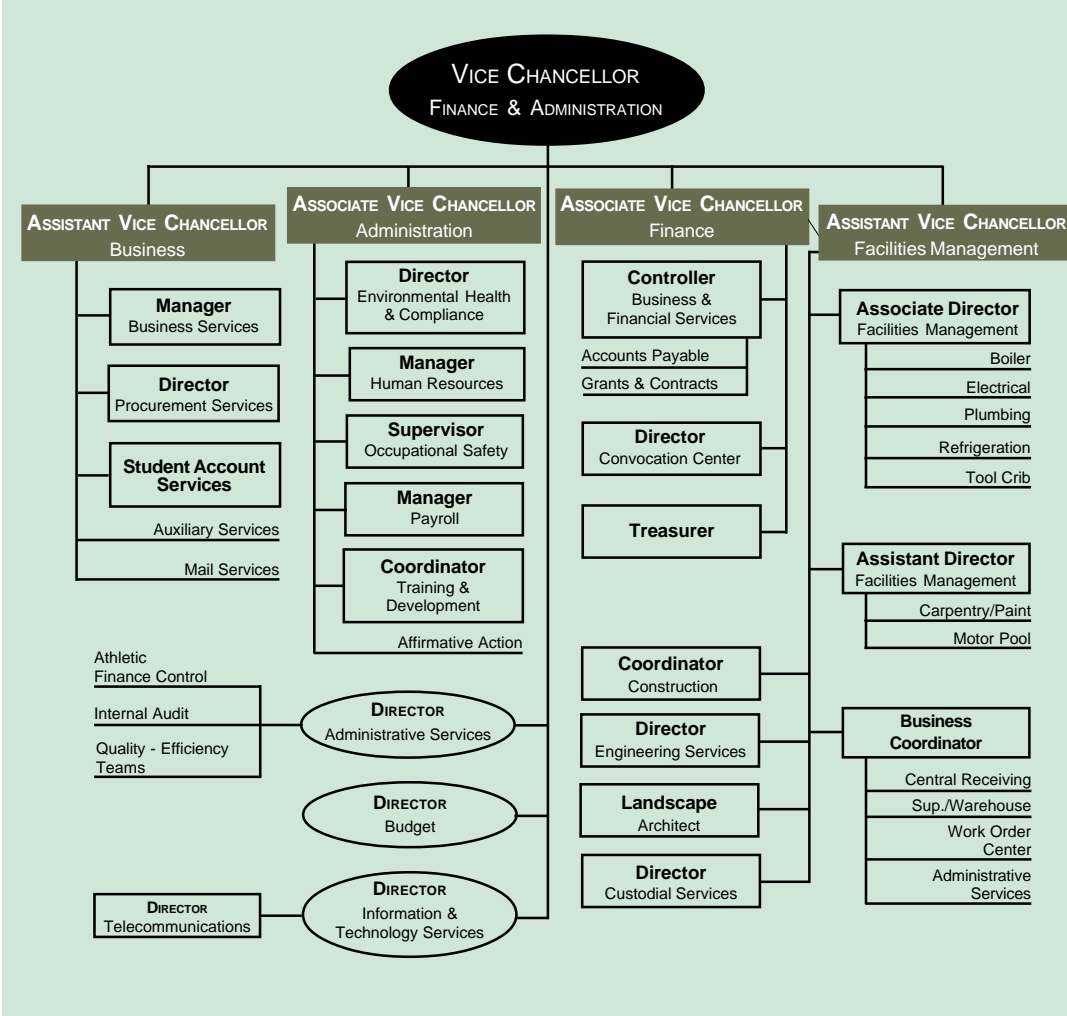 VICE CHANCELLOR
FINANCE & ADMINISTRATION
ASSISTANT VICE CHANCELLOR
Business
Manager
Business Services
Director
Procurement Services
Student Account
Services
Auxiliary Services
Mail Services
ASSOCIATE VICE CHANCELLOR
Administration
Director
Environmental Health
& Compliance
Manager
Human Resources
Supervisor
Occupational Safety
Manager
Payroll
Coordinator
Training &
Development
Affirmative Action
ASSOCIATE VICE CHANCELLOR
Finance
Controller
Business &
Financial Services
Accounts Payable
Grants & Contracts
Director
Convocation Center
Treasurer
ASSISTANT VICE CHANCELLOR
Facilities Management
Associate Director
Facilities Management
Boiler
Electrical
Plumbing
Refrigeration
Tool Crib
Assistant Director
Facilities Management
Carpentry/Paint
Motor Pool
Coordinator
Construction
Director
Engineering Services
Landscape
Architect
Director
Custodial Services
Business
Coordinator
Central Receiving
Sup./Warehouse
Work Order
Center
Administrative
Services
Athletic
Finance Control
Internal Audit
Quality - Efficiency
Teams
DIRECTOR
Administrative Services
DIRECTOR
Budget
DIRECTOR
Telecommunications
DIRECTOR
Information &
Technology Services